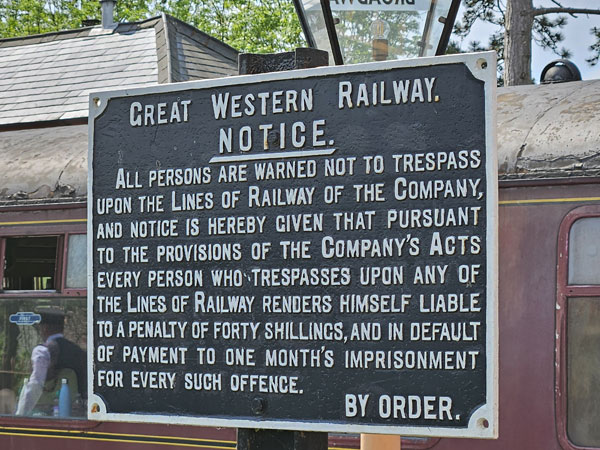 GREAT WESTERN RAILWAY.
NOTICE.
ALL PERSONS ARE WARNED NOT TO TRESPASS
UPON THE LINES OF RAILWAY OF THE COMPANY,
AND NOTICE IS HEREBY GIVEN THAT PURSUANT
TO THE PROVISIONS OF THE COMPANY'S ACTS
EVERY PERSON WHO TRESPASSES UPON ANY OF
THE LINES OF RAILWAY RENDERS HIMSELF LIABLE
TO A PENALTY OF FORTY SHILLINGS, AND IN DEFAULT
OF PAYMENT TO ONE MONTH'S IMPRISONMENT
FOR EVERY SUCH OFFENCE.
BY ORDER.